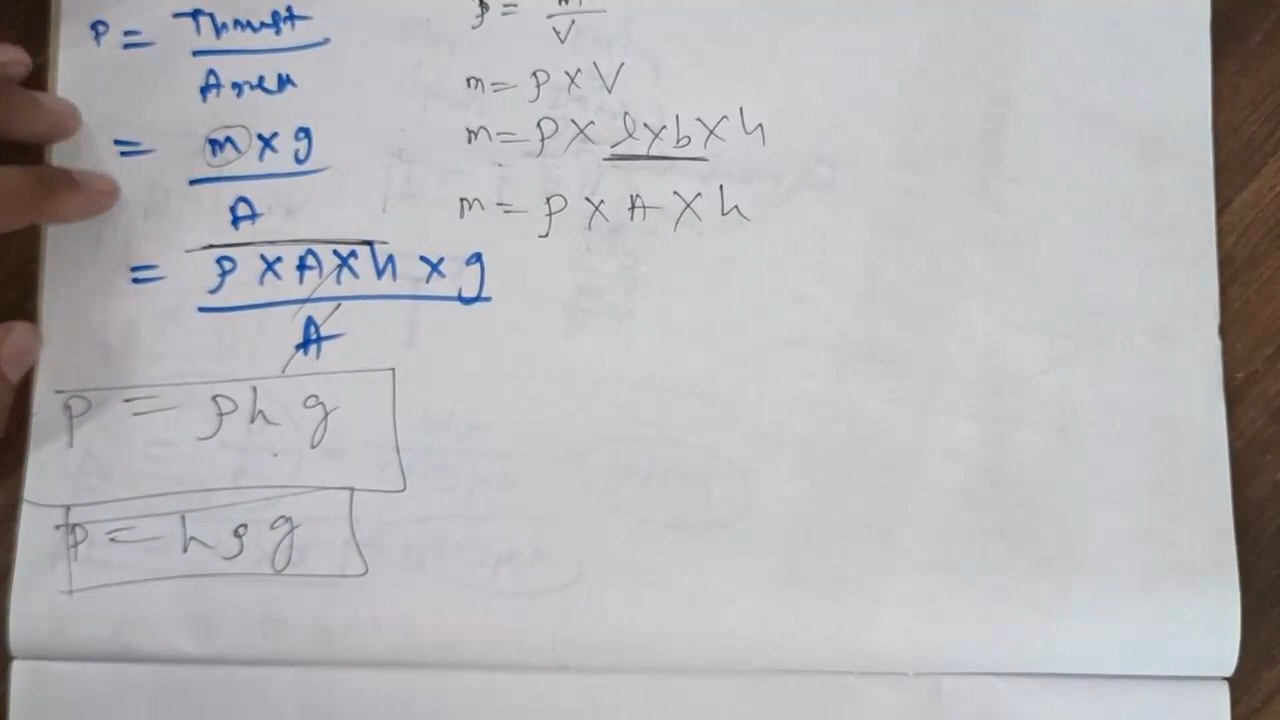 P = Thrust / Area
= m × g / A
= ρ × A × h × g / A
P = ρhg
P = hρg
ρ = m / V
m = ρ × V
m = ρ × l × b × h
m = ρ × A × h